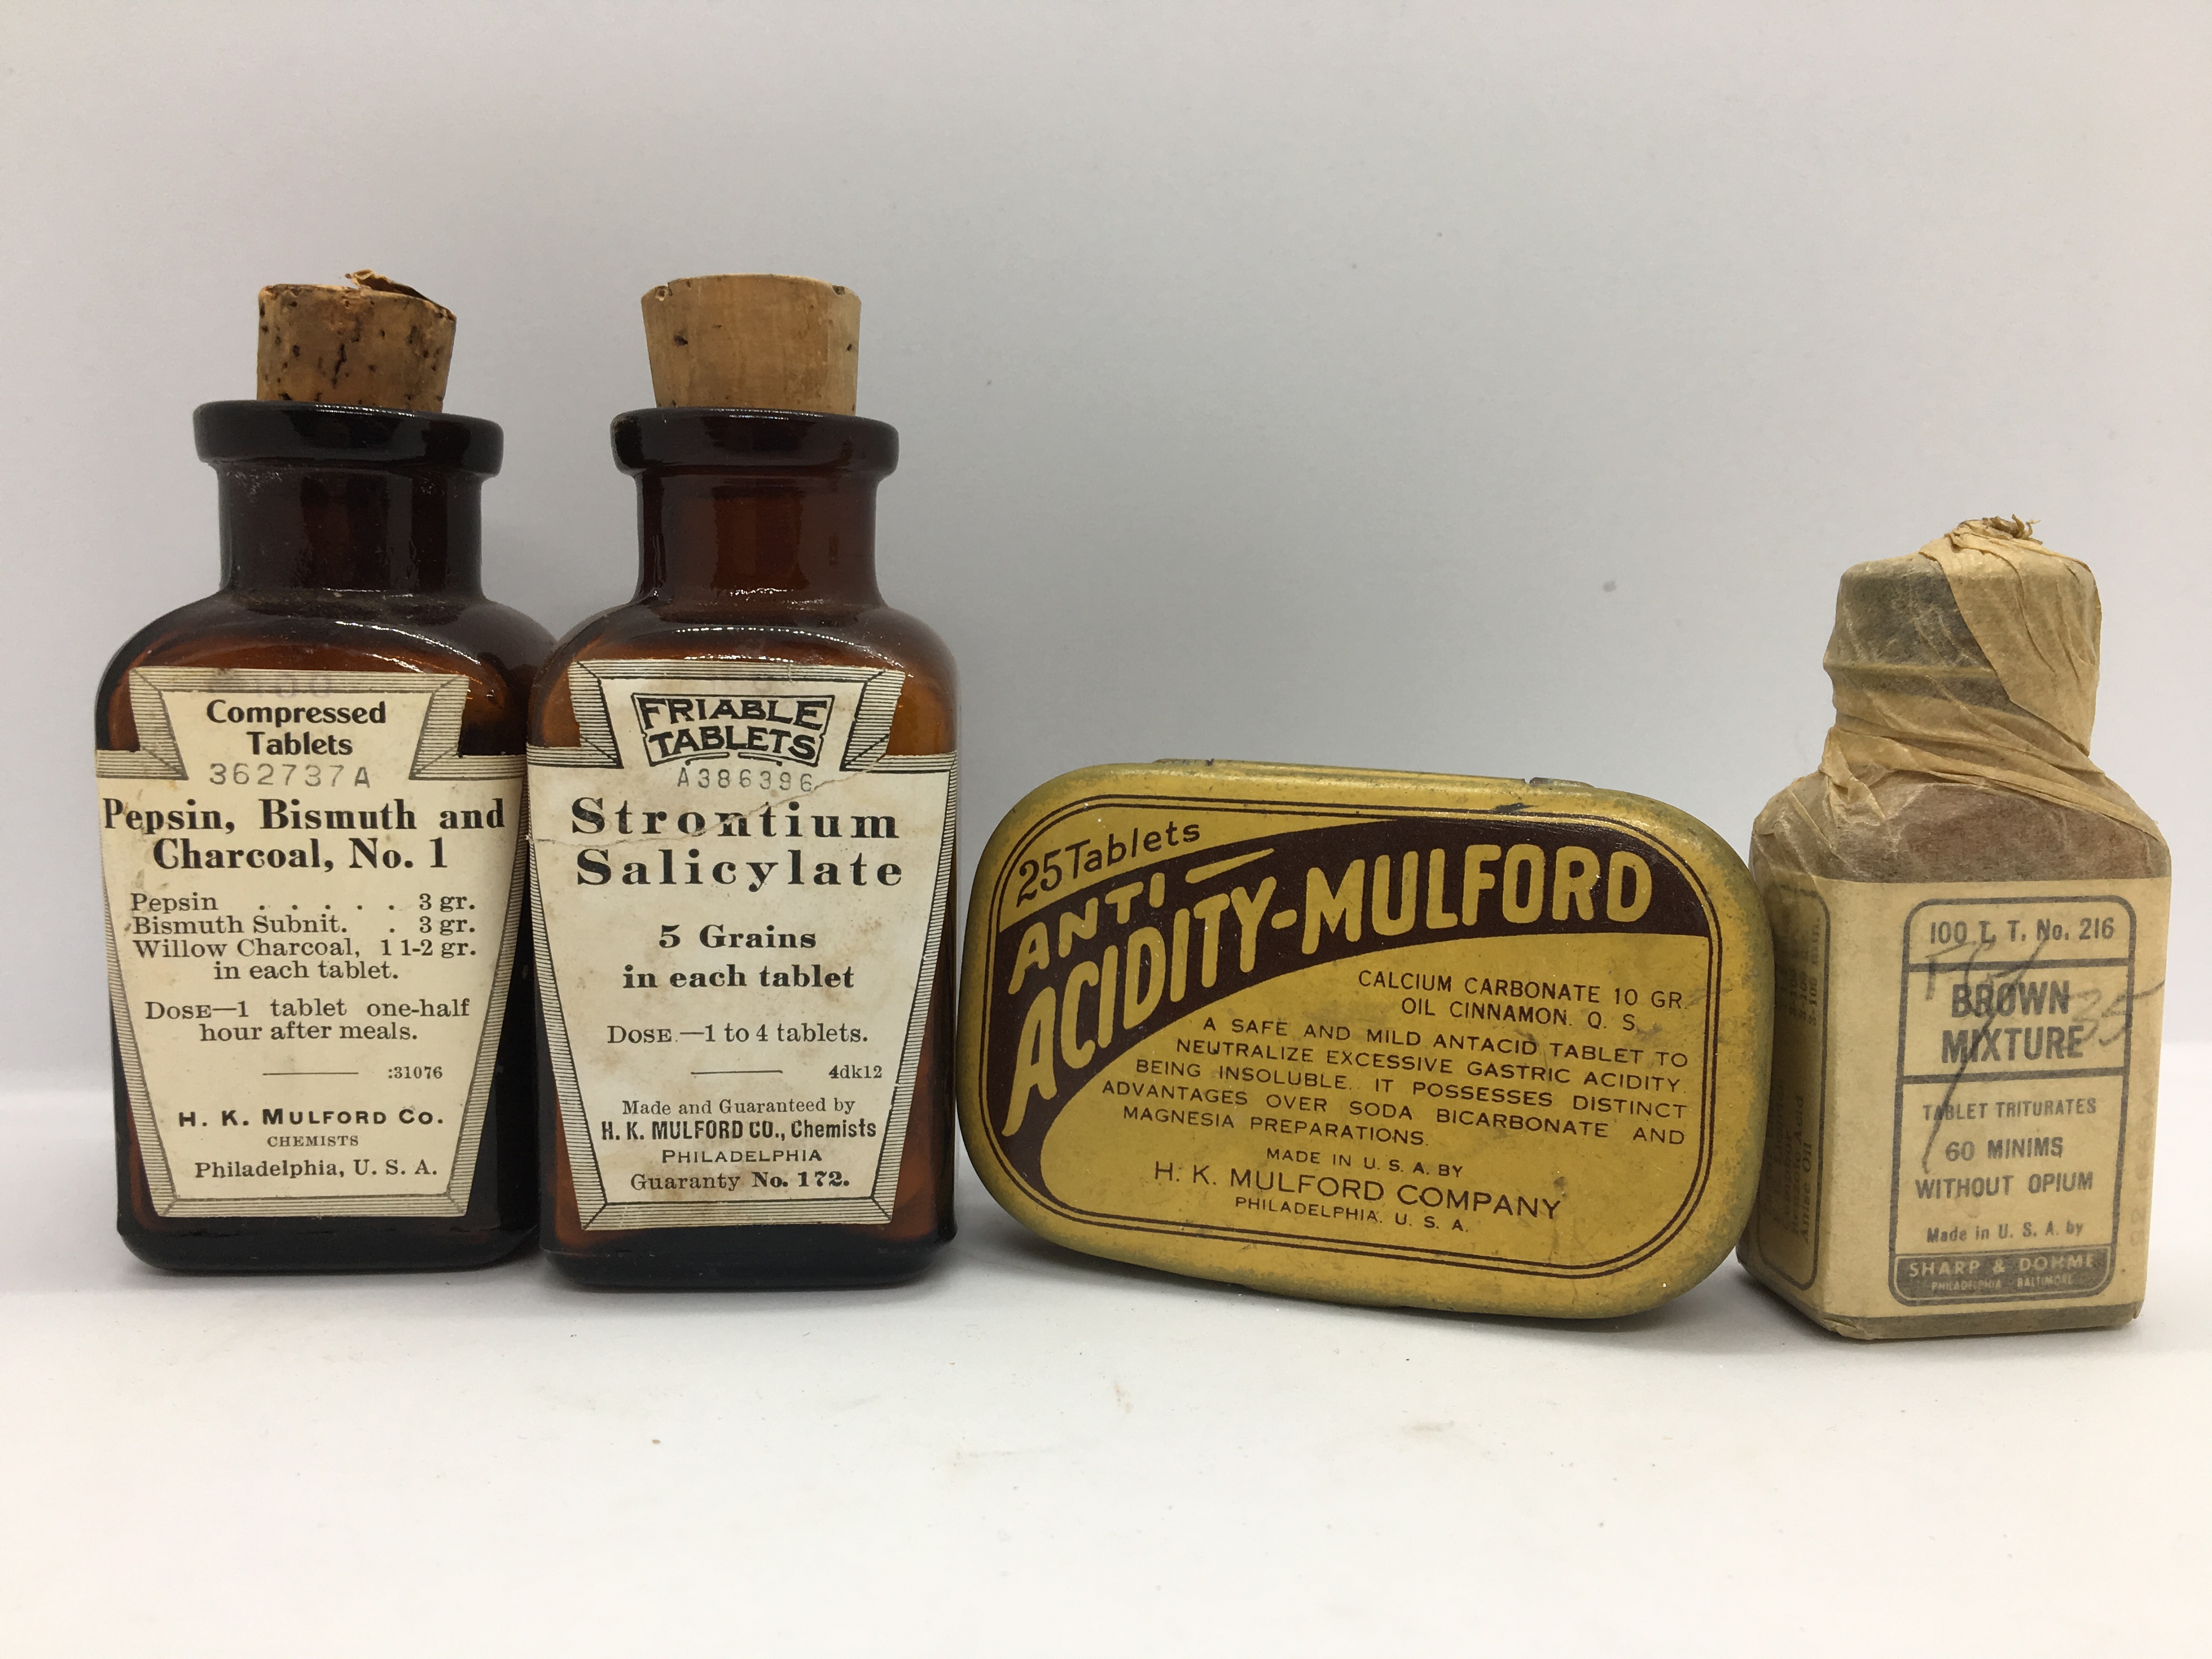 Compressed
Tablets
362737A
Pepsin, Bismuth and
Charcoal, No. 1
Pepsin . . . . . 3 gr.
Bismuth Subnit. . 3 gr.
Willow Charcoal, 1 1-2 gr.
in each tablet.
DOSE—1 tablet one-half
hour after meals.
:31076
H. K. MULFORD CO.
CHEMISTS
Philadelphia, U. S. A.
FRIABLE
TABLETS
A386396
Strontium
Salicylate
5 Grains
in each tablet
DOSE.—1 to 4 tablets.
4dk12
Made and Guaranteed by
H. K. MULFORD CO., Chemists
PHILADELPHIA
Guaranty No. 172.
25 Tablets
ANTI-
ACIDITY-MULFORD
CALCIUM CARBONATE 10 GR.
OIL CINNAMON. Q. S.
A SAFE AND MILD ANTACID TABLET TO
NEUTRALIZE EXCESSIVE GASTRIC ACIDITY.
BEING INSOLUBLE. IT POSSESSES DISTINCT
ADVANTAGES OVER SODA BICARBONATE AND
MAGNESIA PREPARATIONS.
MADE IN U. S. A. BY
H. K. MULFORD COMPANY
PHILADELPHIA. U. S. A.
100 T. T. No. 216
BROWN
MIXTURE
35
TABLET TRITURATES
60 MINIMS
WITHOUT OPIUM
Made in U. S. A. by
SHARP & DOHME
PHILADELPHIA BALTIMORE
Acid
Anise Oil